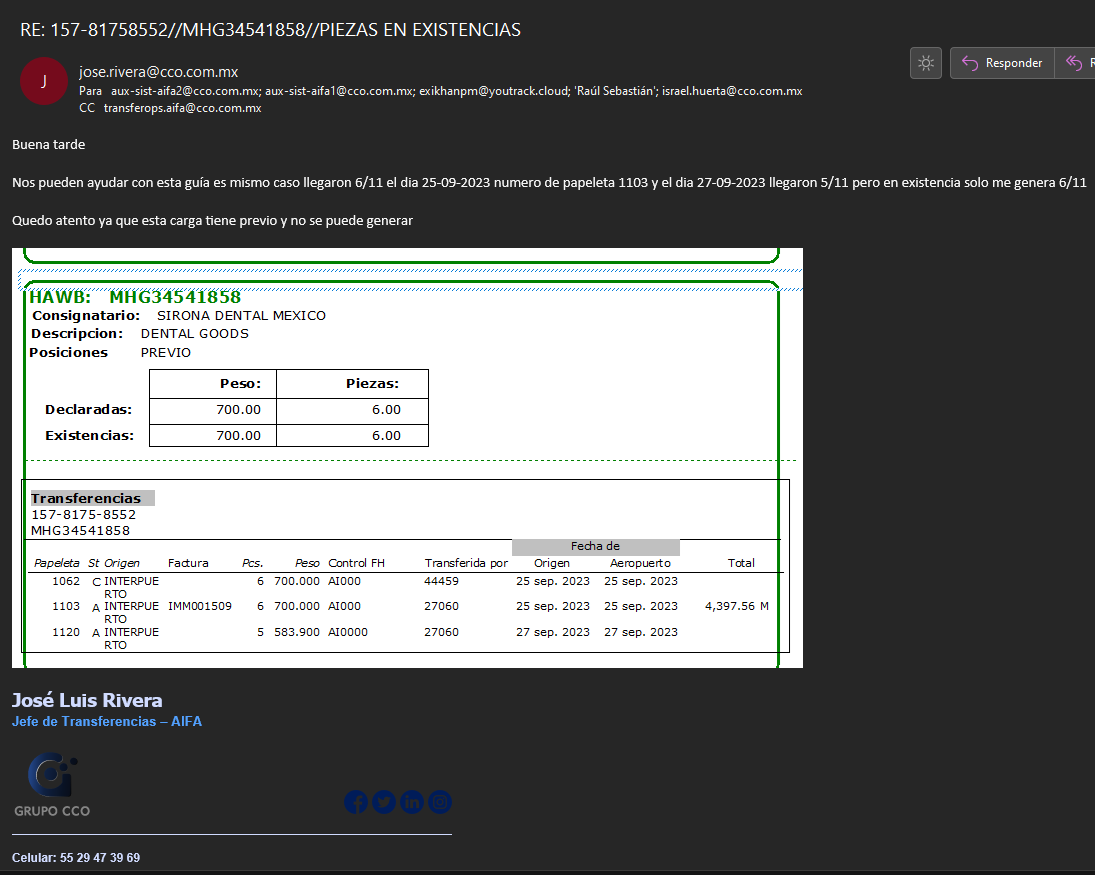 RE: 157-81758552//MHG34541858//PIEZAS EN EXISTENCIAS
J
jose.rivera@cco.com.mx
Para aux-sist-aifa2@cco.com.mx; aux-sist-aifa1@cco.com.mx; exikhanpm@youtrack.cloud; 'Raúl Sebastián'; israel.huerta@cco.com.mx
CC transferops.aifa@cco.com.mx
Responder
R
Buena tarde
Nos pueden ayudar con esta guía es mismo caso llegaron 6/11 el dia 25-09-2023 numero de papeleta 1103 y el dia 27-09-2023 llegaron 5/11 pero en existencia solo me genera 6/11
Quedo atento ya que esta carga tiene previo y no se puede generar
HAWB: MHG34541858
Consignatario: SIRONA DENTAL MEXICO
Descripcion: DENTAL GOODS
Posiciones PREVIO
Peso: Piezas:
Declaradas: 700.00 6.00
Existencias: 700.00 6.00
Transferencias
157-8175-8552
MHG34541858
Fecha de
Papeleta St Origen Factura Pcs. Peso Control FH Transferida por Origen Aeropuerto Total
1062 C INTERPUE 6 700.000 AI000 44459 25 sep. 2023 25 sep. 2023
RTO
1103 A INTERPUE IMM001509 6 700.000 AI000 27060 25 sep. 2023 25 sep. 2023 4,397.56 M
RTO
1120 A INTERPUE 5 583.900 AI0000 27060 27 sep. 2023 27 sep. 2023
RTO
José Luis Rivera
Jefe de Transferencias – AIFA
GRUPO CCO
Celular: 55 29 47 39 69